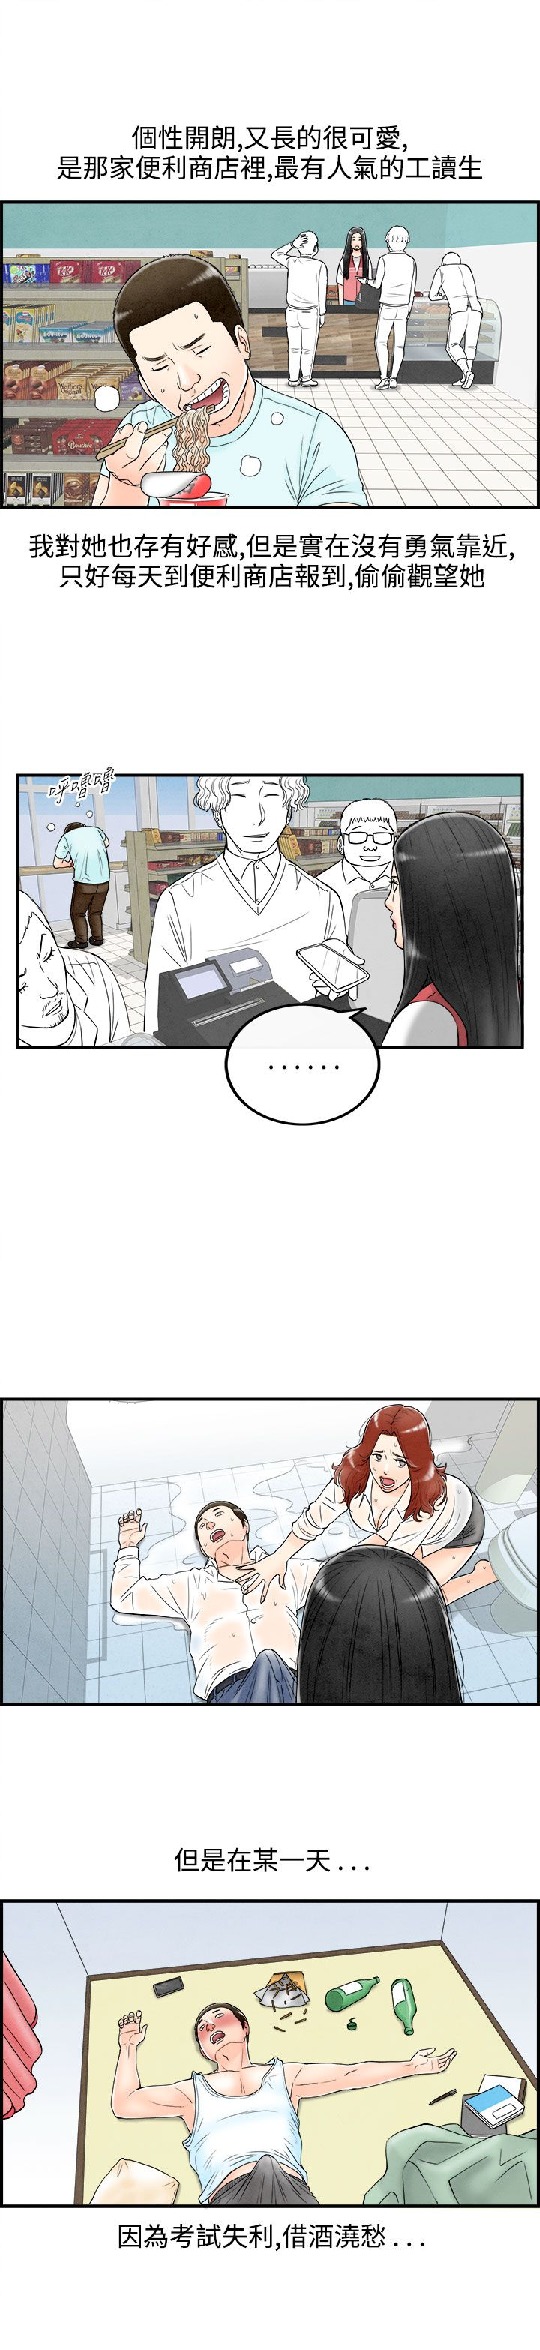 個性開朗,又長的很可愛,
是那家便利商店裡,最有人氣的工讀生
我對她也存有好感,但是實在沒有勇氣靠近,
只好每天到便利商店報到,偷偷觀望她
呼嚕嚕
......
但是在某一天...
因為考試失利,借酒澆愁...